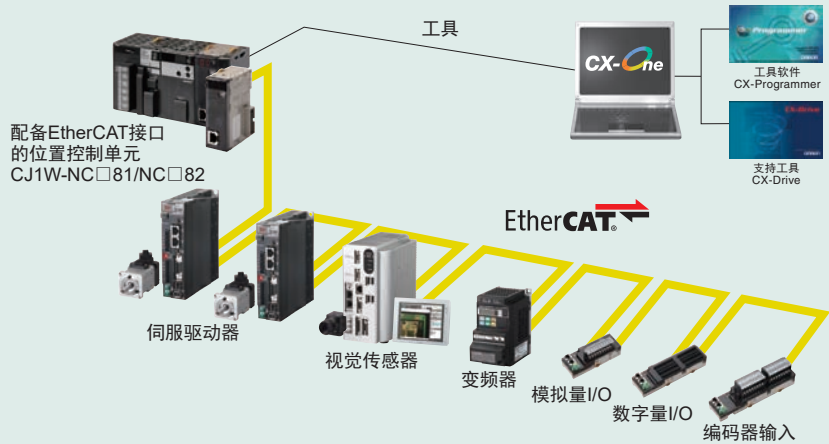 工具
CX-One
Programmer
工具软件
CX-Programmer
CX-Drive
支持工具
CX-Drive
配备EtherCAT接口
的位置控制单元
CJ1W-NC□81/NC□82
EtherCAT®
伺服驱动器
视觉传感器
变频器
模拟量I/O
数字量I/O
编码器输入